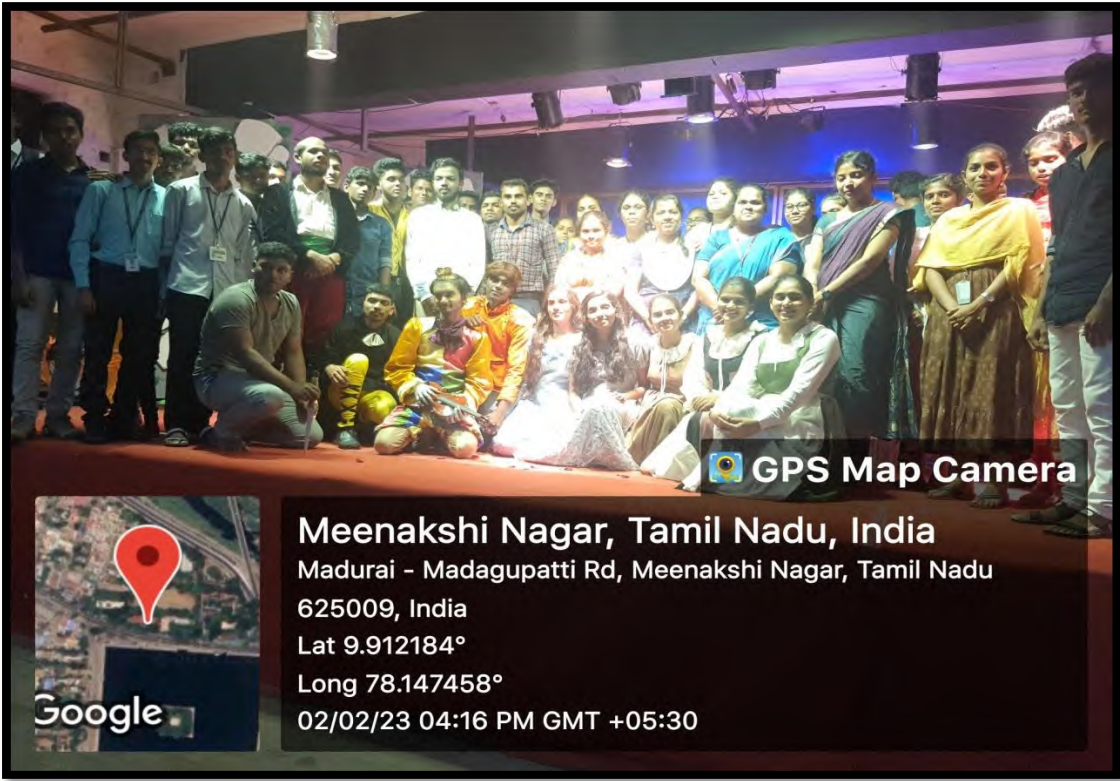 GPS Map Camera
Meenakshi Nagar, Tamil Nadu, India
Madurai - Madagupatti Rd, Meenakshi Nagar, Tamil Nadu
625009, India
Lat 9.912184°
Long 78.147458°
02/02/23 04:16 PM GMT +05:30
Google